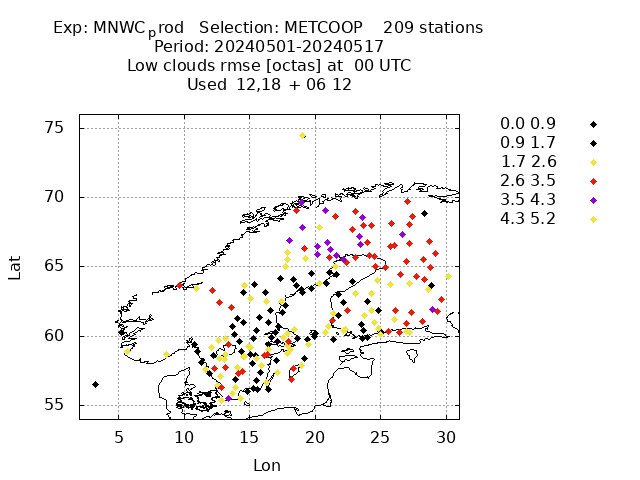 Exp: MNWC_prod Selection: METCOOP 209 stations
Period: 20240501-20240517
Low clouds rmse [octas] at 00 UTC
Used 12,18 + 06 12
0.0 0.9
0.9 1.7
1.7 2.6
2.6 3.5
3.5 4.3
4.3 5.2
75
70
65
60
55
Lat
5 10 15 20 25 30
Lon